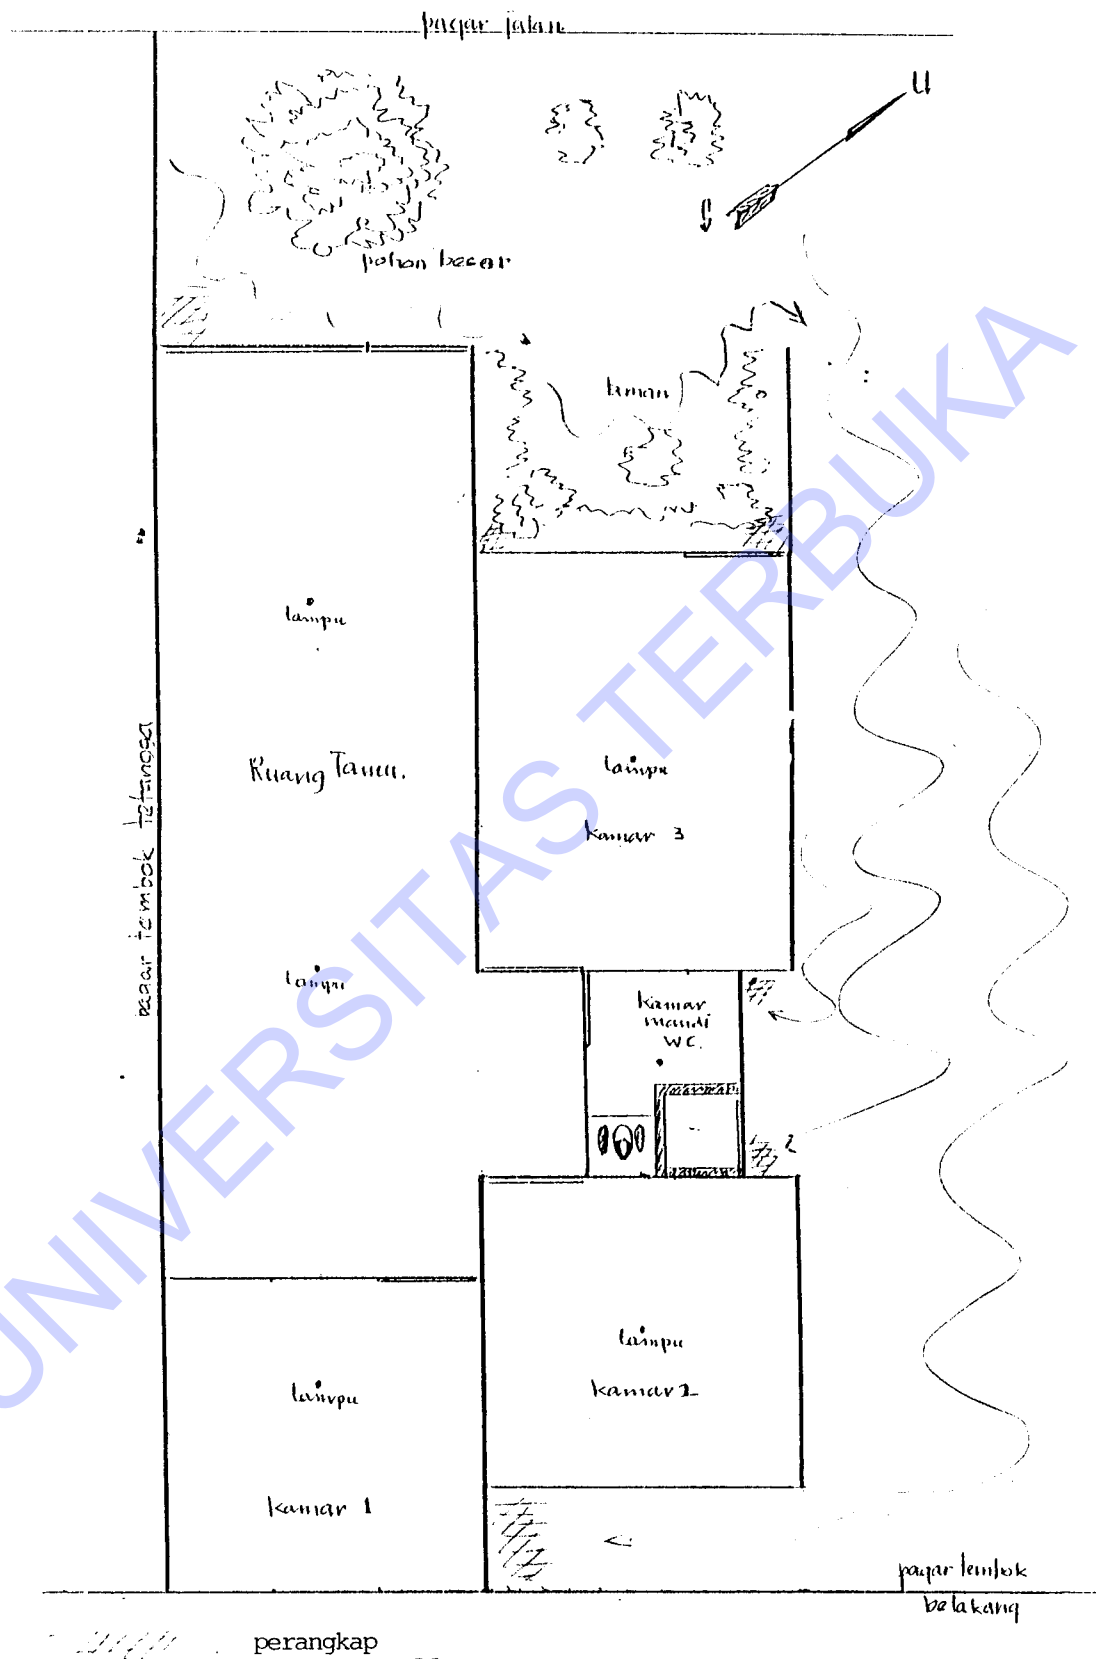 pagar jalan
U
S
pohon besar
taman
lampu
Ruang Tamu.
lampu
Kamar 3
pagar tembok tetangga
lampu
Kamar
mandi
WC.
2
lampu
kamar 2
lampu
kamar 1
pagar tembok
belakang
perangkap
UNIVERSITAS TERBUKA